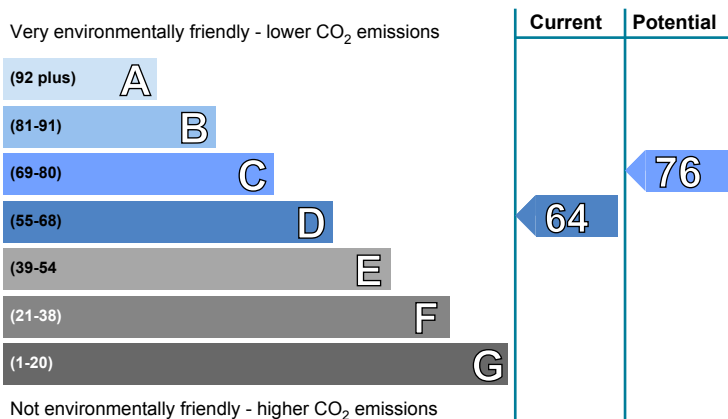 Current Potential
Very environmentally friendly - lower CO2 emissions
(92 plus) A
(81-91) B
(69-80) C 76
(55-68) D 64
(39-54 E
(21-38) F
(1-20) G
Not environmentally friendly - higher CO2 emissions